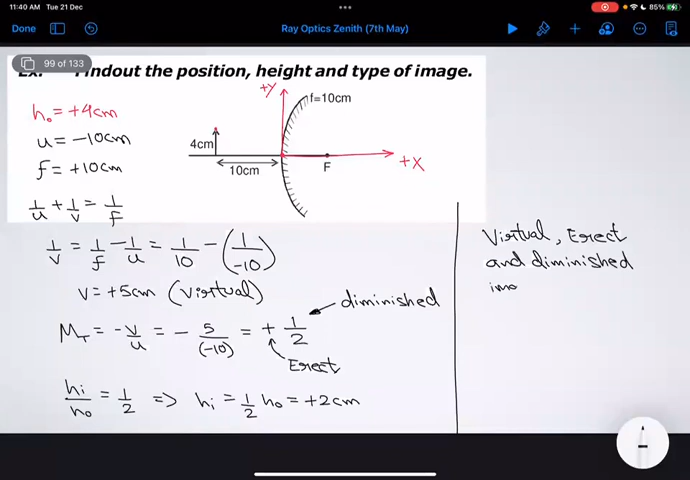 11:40 AM Tue 21 Dec
85%
Done
Ray Optics Zenith (7th May)
99 of 133
Findout the position, height and type of image.
h₀ = +4cm
u = -10cm
f = +10cm
1/u + 1/v = 1/f
+Y
f=10cm
4cm
10cm
F
+X
1/v = 1/f - 1/u = 1/10 - (1/-10)
v = +5cm (Virtual)
M_T = -v/u = - 5/(-10) = + 1/2
diminished
Erect
hᵢ/h₀ = 1/2 => hᵢ = 1/2 h₀ = +2cm
Virtual, Erect
and diminished
imo